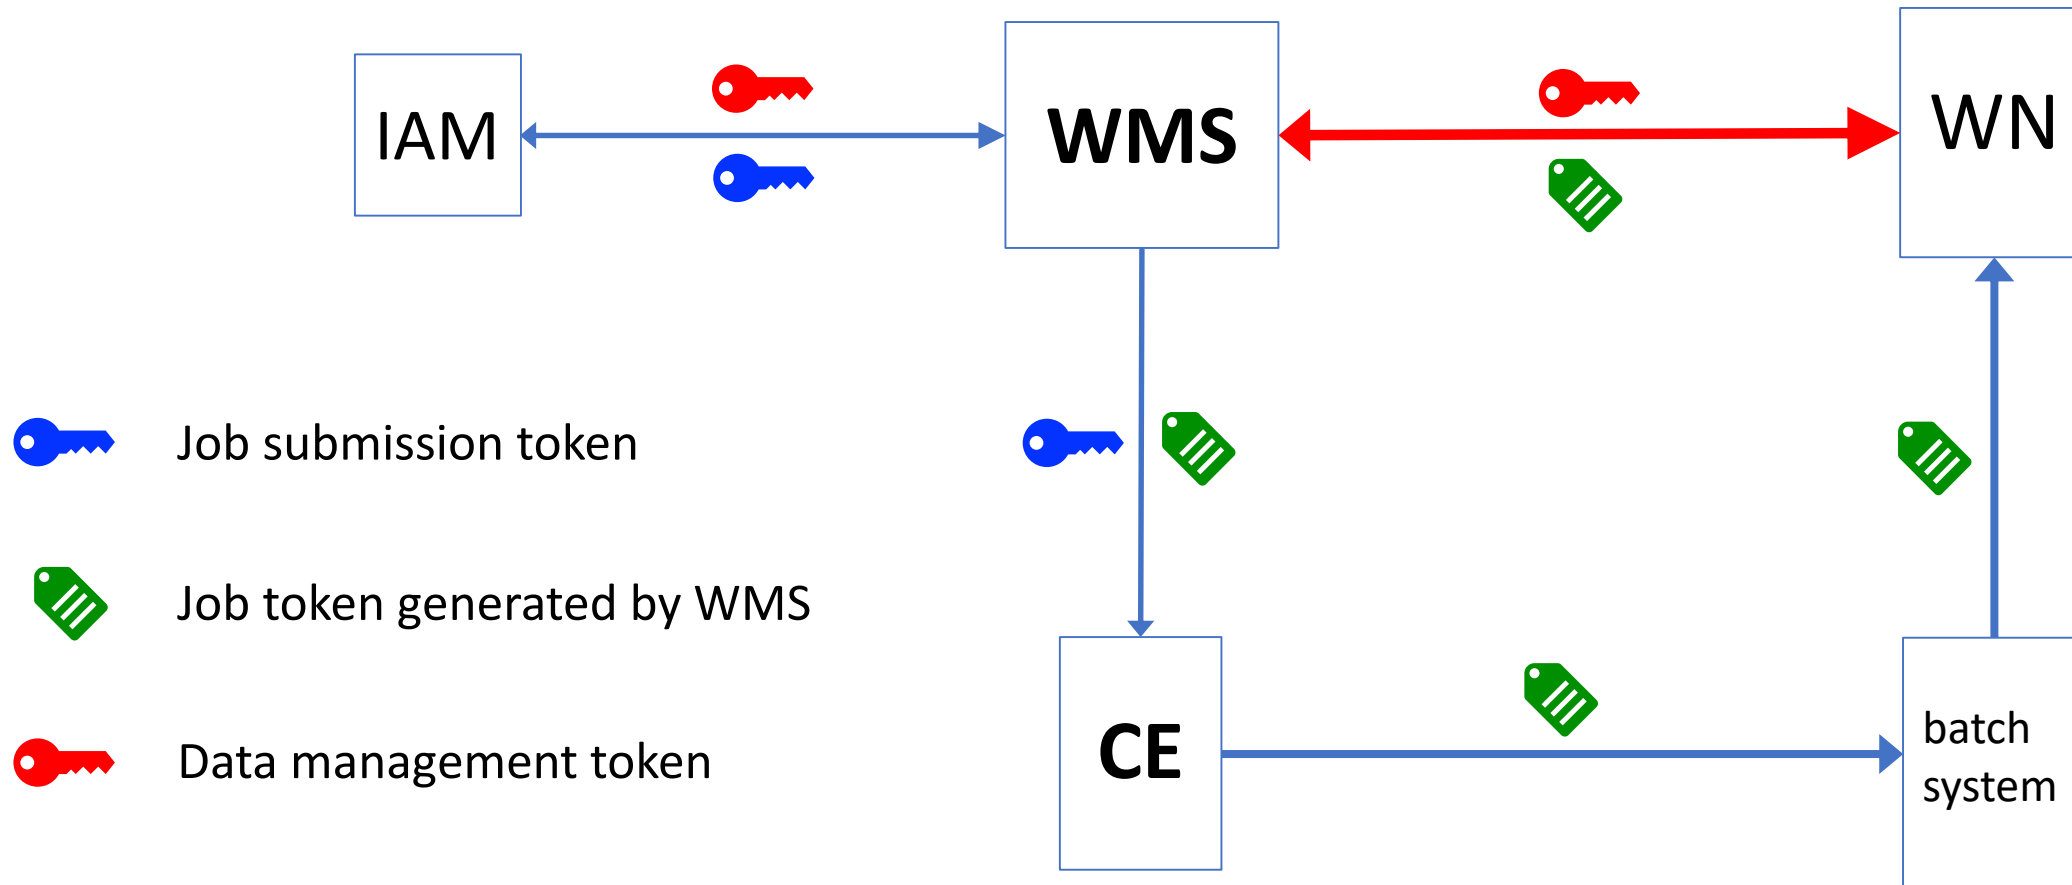 IAM
WMS
WN
Job submission token
Job token generated by WMS
Data management token
CE
batch
system